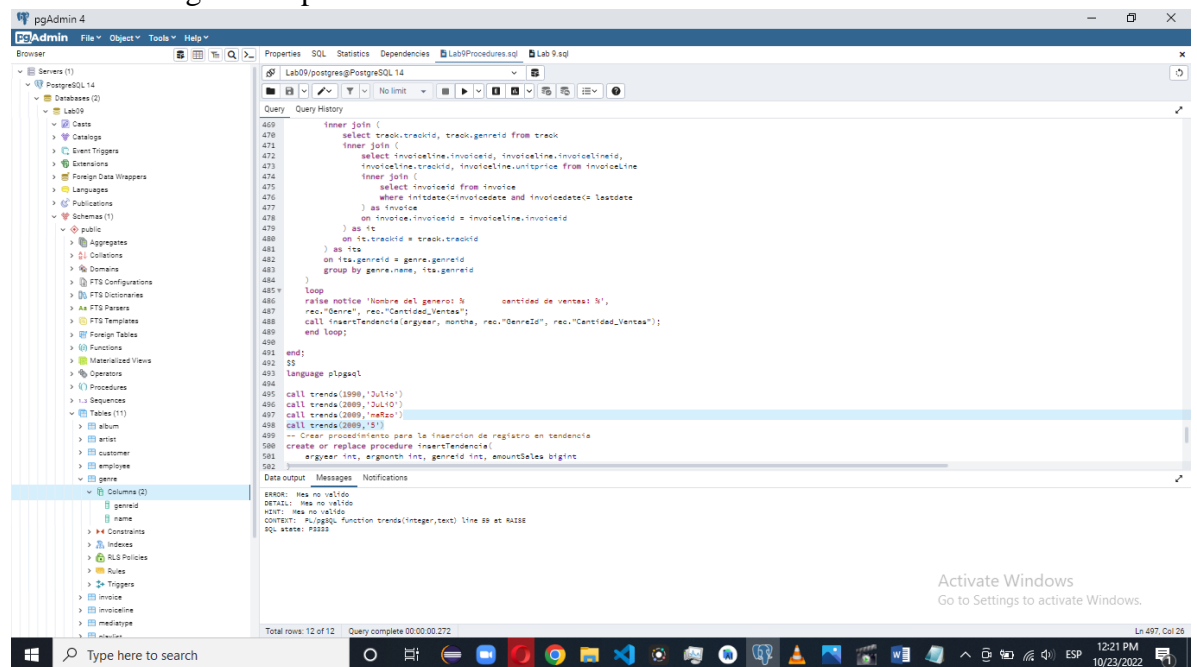 pgAdmin 4
pgAdmin File Object Tools Help
Browser
Properties SQL Statistics Dependencies Lab9Procedures.sql Lab 9.sql
Servers (1)
PostgreSQL 14
Databases (2)
Lab09
Casts
Catalogs
Event Triggers
Extensions
Foreign Data Wrappers
Languages
Publications
Schemas (1)
public
Aggregates
Collations
Domains
FTS Configurations
FTS Dictionaries
FTS Parsers
FTS Templates
Foreign Tables
Functions
Materialized Views
Operators
Procedures
Sequences
Tables (11)
album
artist
customer
employee
genre
Columns (2)
genreid
name
Constraints
Indexes
RLS Policies
Rules
Triggers
invoice
invoiceline
mediatype
playlist
Lab09/postgres@PostgreSQL 14
No limit
Query Query History
469 inner join (
470 select track.trackid, track.genreid from track
471 inner join (
472 select invoiceline.invoiceid, invoiceline.invoicelineid,
473 invoiceline.trackid, invoiceline.unitprice from invoiceLine
474 inner join (
475 select invoiceid from invoice
476 where initdate<=invoicedate and invoicedate<= lastdate
477 ) as invoice
478 on invoice.invoiceid = invoiceline.invoiceid
479 ) as it
480 on it.trackid = track.trackid
481 ) as its
482 on its.genreid = genre.genreid
483 group by genre.name, its.genreid
484 )
485 loop
486 raise notice 'Nombre del genero: % cantidad de ventas: %',
487 rec."Genre", rec."Cantidad_Ventas";
488 call insertTendencia(argyear, months, rec."GenreId", rec."Cantidad_Ventas");
489 end loop;
490
491 end;
492 $$
493 language plpgsql
494
495 call trends(1990,'Julio')
496 call trends(2009,'JuLiO')
497 call trends(2009,'maRzo')
498 call trends(2009,'5')
499 -- Crear procedimiento para la insercion de registro en tendencia
500 create or replace procedure insertTendencia(
501 argyear int, argmonth int, genreid int, amountSales bigint
502 )
Data output Messages Notifications
ERROR: Mes no valido
DETAIL: Mes no valido
HINT: Mes no valido
CONTEXT: PL/pgSQL function trends(integer,text) line 59 at RAISE
SQL state: P3333
Activate Windows
Go to Settings to activate Windows.
Total rows: 12 of 12 Query complete 00:00:00.272 Ln 497, Col 26
Type here to search
ESP
12:21 PM
10/23/2022